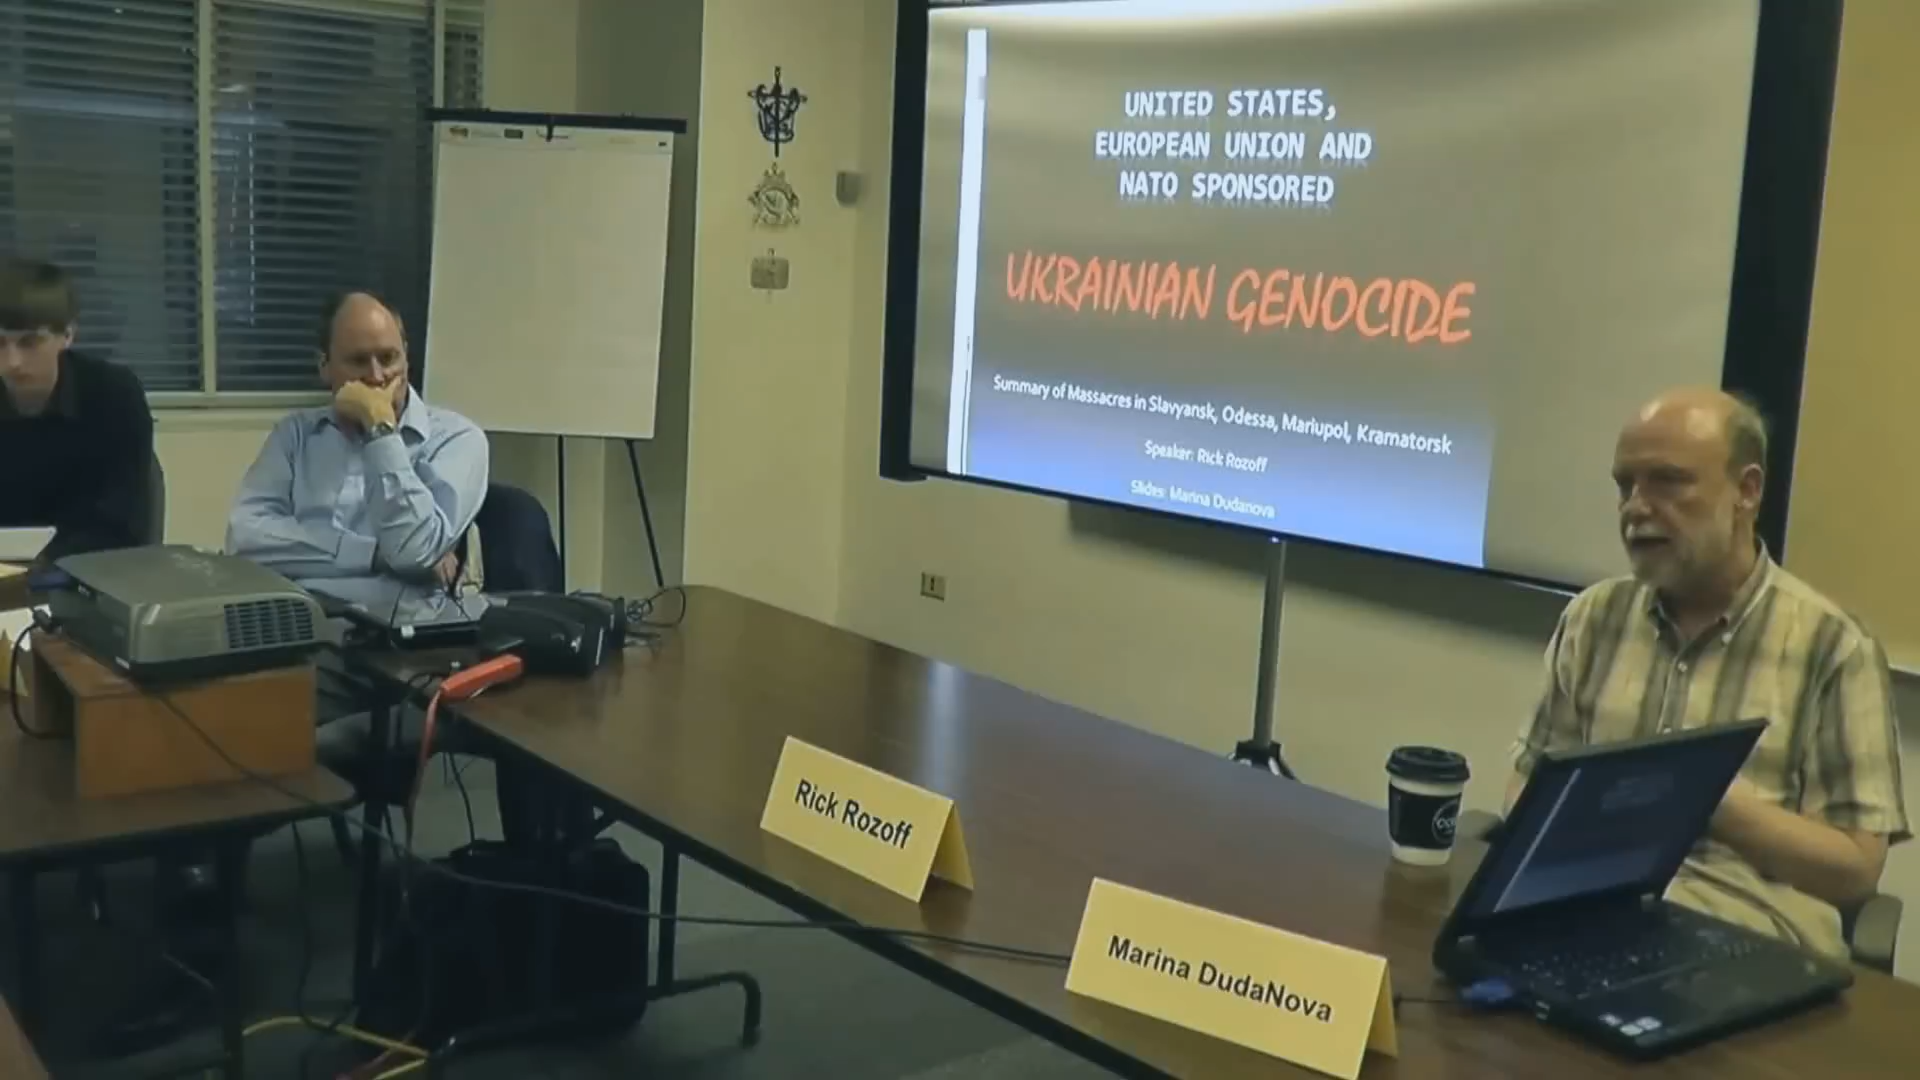 UNITED STATES,
EUROPEAN UNION AND
NATO SPONSORED
UKRAINIAN GENOCIDE
Summary of Massacres in Slavyansk, Odessa, Mariupol, Kramatorsk
Speaker: Rick Rozoff
Slides: Marina Dudanova
Rick Rozoff
Marina DudaNova